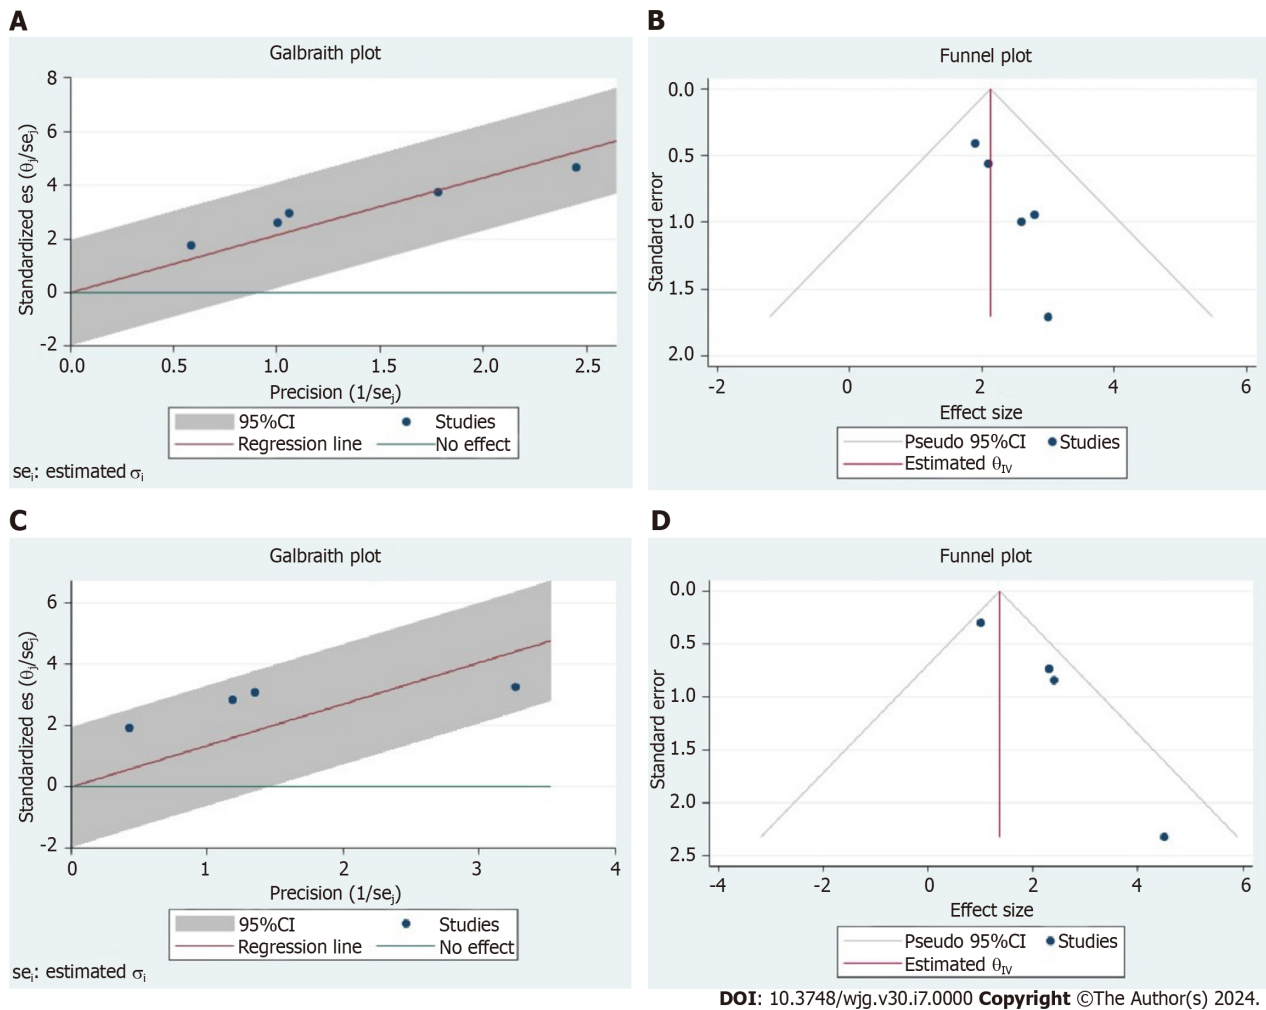 A
Galbraith plot
Standardized es (θj/sej)
8
6
4
2
0
-2
0.0 0.5 1.0 1.5 2.0 2.5
Precision (1/sej)
95%CI Studies
Regression line No effect
sei: estimated σi
B
Funnel plot
Standard error
0.0
0.5
1.0
1.5
2.0
-2 0 2 4 6
Effect size
Pseudo 95%CI Studies
Estimated θIV
C
Galbraith plot
Standardized es (θj/sej)
6
4
2
0
-2
0 1 2 3 4
Precision (1/sej)
95%CI Studies
Regression line No effect
sei: estimated σi
D
Funnel plot
Standard error
0.0
0.5
1.0
1.5
2.0
2.5
-4 -2 0 2 4 6
Effect size
Pseudo 95%CI Studies
Estimated θIV
DOI: 10.3748/wjg.v30.i7.0000 Copyright ©The Author(s) 2024.